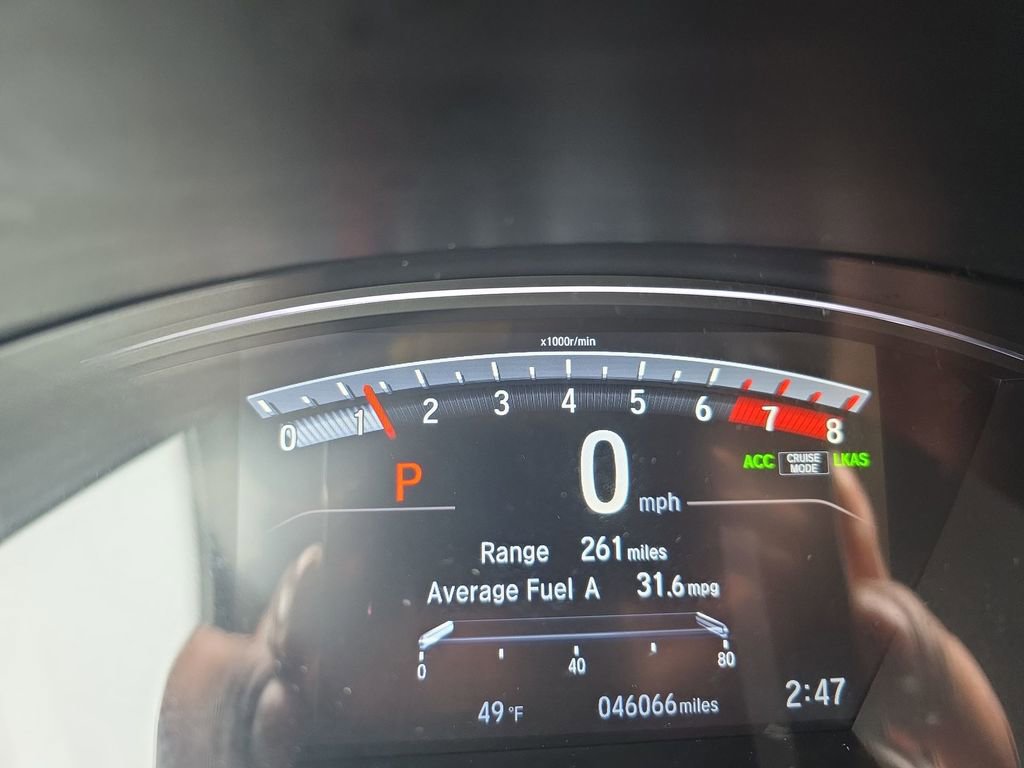 x1000r/min
0 1 2 3 4 5 6 7 8
P 0 mph ACC CRUISE MODE LKAS
Range 261 miles
Average Fuel A 31.6 mpg
0 40 80
49 °F 046066 miles 2:47